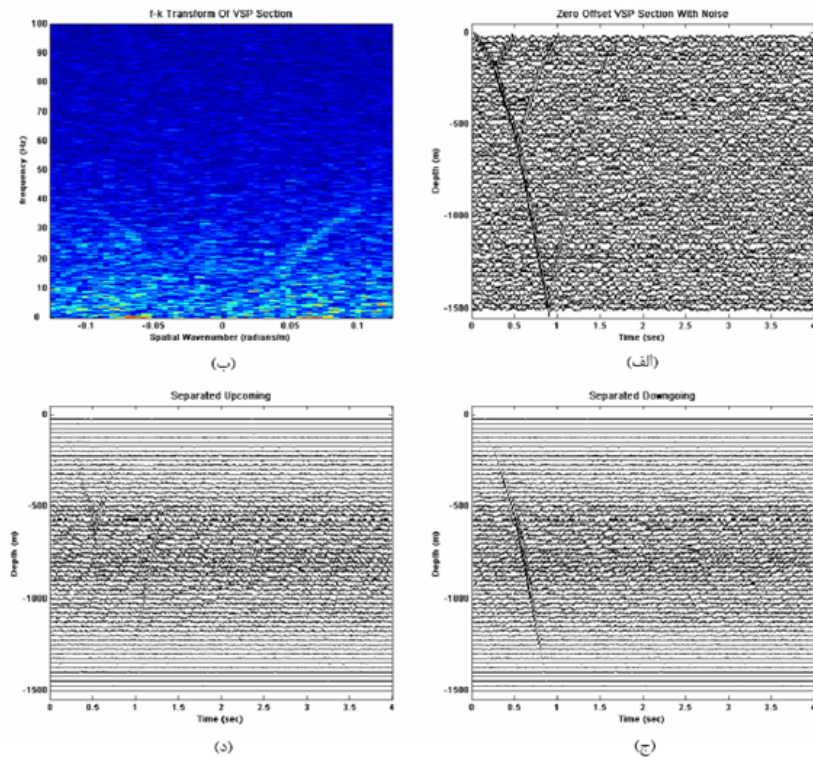 Zero Offset VSP Section With Noise
0
-500
-1000
-1500
Depth (m)
0 0.5 1 1.5 2 2.5 3 3.5 4
Time (sec)
(الف)
f-k Transform Of VSP Section
100
90
80
70
60
50
40
30
20
10
0
frequency (Hz)
-0.1 -0.05 0 0.05 0.1
Spatial Wavenumber (radians/m)
(ب)
Separated Downgoing
0
-500
-1000
-1500
Depth (m)
0 0.5 1 1.5 2 2.5 3 3.5 4
Time (sec)
(ج)
Separated Upcoming
0
-500
-1000
-1500
Depth (m)
0 0.5 1 1.5 2 2.5 3 3.5 4
Time (sec)
(د)